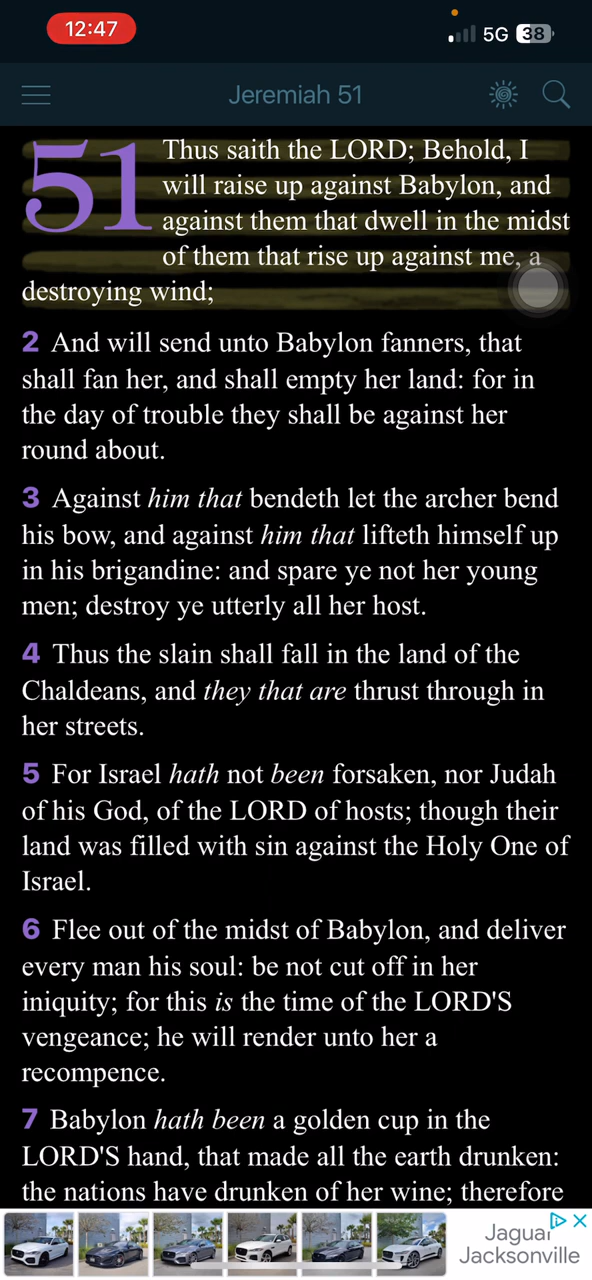 12:47
5G 38
Jeremiah 51
51 Thus saith the LORD; Behold, I
will raise up against Babylon, and
against them that dwell in the midst
of them that rise up against me, a
destroying wind;
2 And will send unto Babylon fanners, that
shall fan her, and shall empty her land: for in
the day of trouble they shall be against her
round about.
3 Against him that bendeth let the archer bend
his bow, and against him that lifteth himself up
in his brigandine: and spare ye not her young
men; destroy ye utterly all her host.
4 Thus the slain shall fall in the land of the
Chaldeans, and they that are thrust through in
her streets.
5 For Israel hath not been forsaken, nor Judah
of his God, of the LORD of hosts; though their
land was filled with sin against the Holy One of
Israel.
6 Flee out of the midst of Babylon, and deliver
every man his soul: be not cut off in her
iniquity; for this is the time of the LORD'S
vengeance; he will render unto her a
recompence.
7 Babylon hath been a golden cup in the
LORD'S hand, that made all the earth drunken:
the nations have drunken of her wine; therefore
Jaguar
Jacksonville